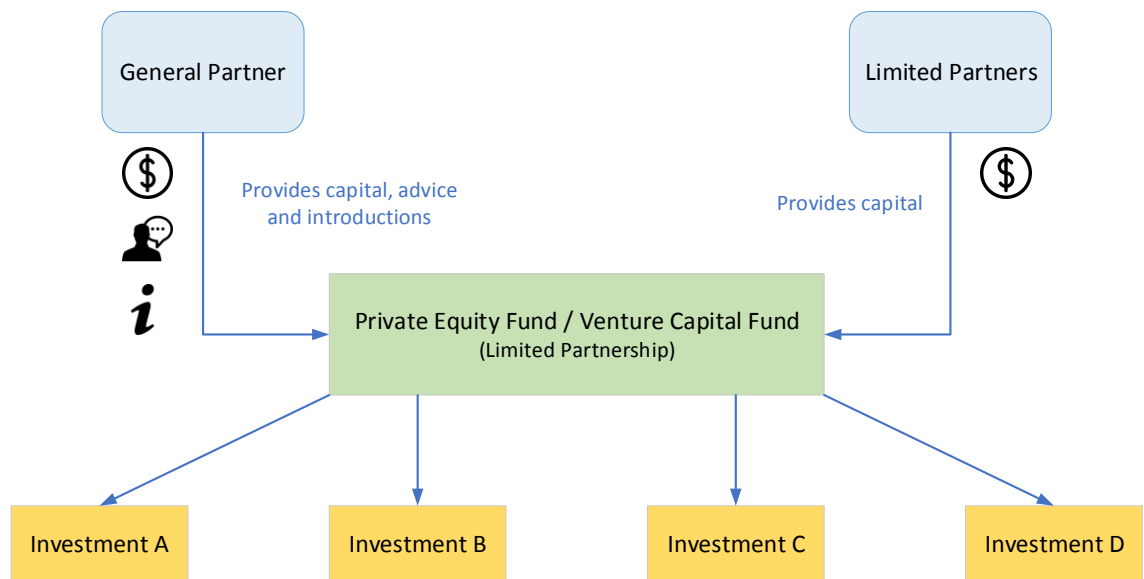 General Partner
Limited Partners
$
$
Provides capital, advice
and introductions
Provides capital
i
Private Equity Fund / Venture Capital Fund
(Limited Partnership)
Investment A
Investment B
Investment C
Investment D